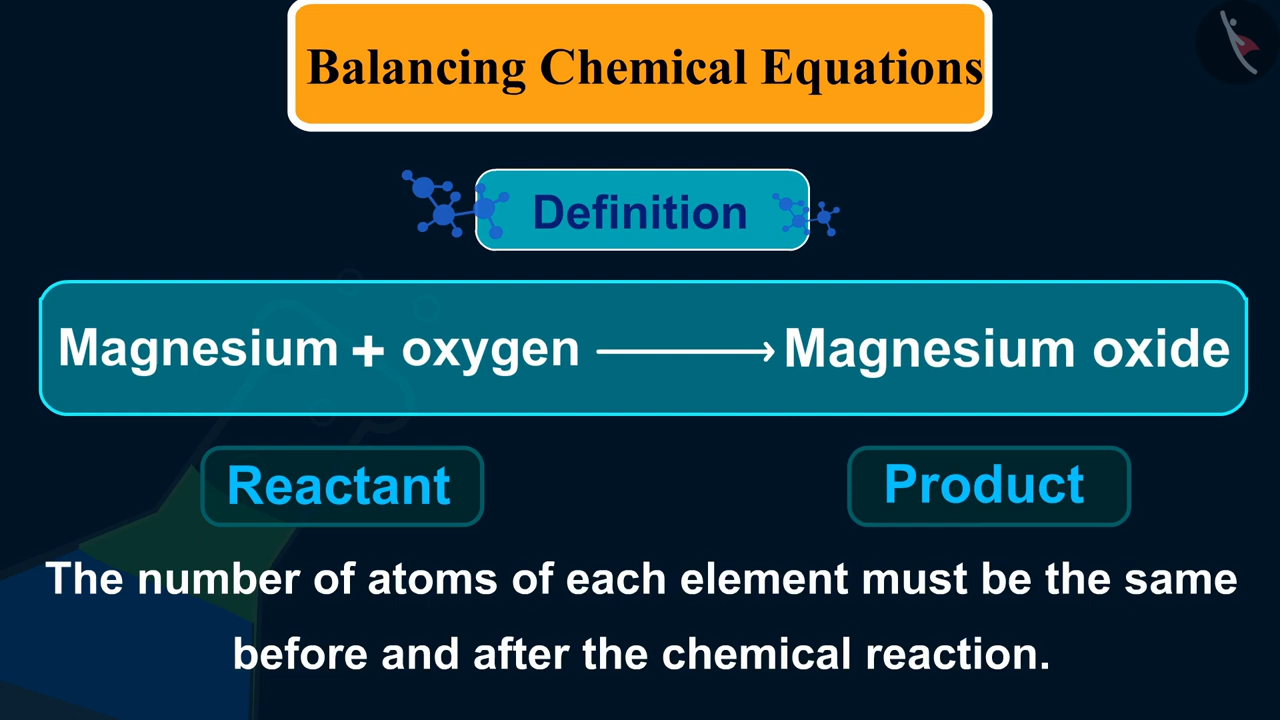 Balancing Chemical Equations
Definition
Magnesium + oxygen ⟶ Magnesium oxide
Reactant
Product
The number of atoms of each element must be the same
before and after the chemical reaction.